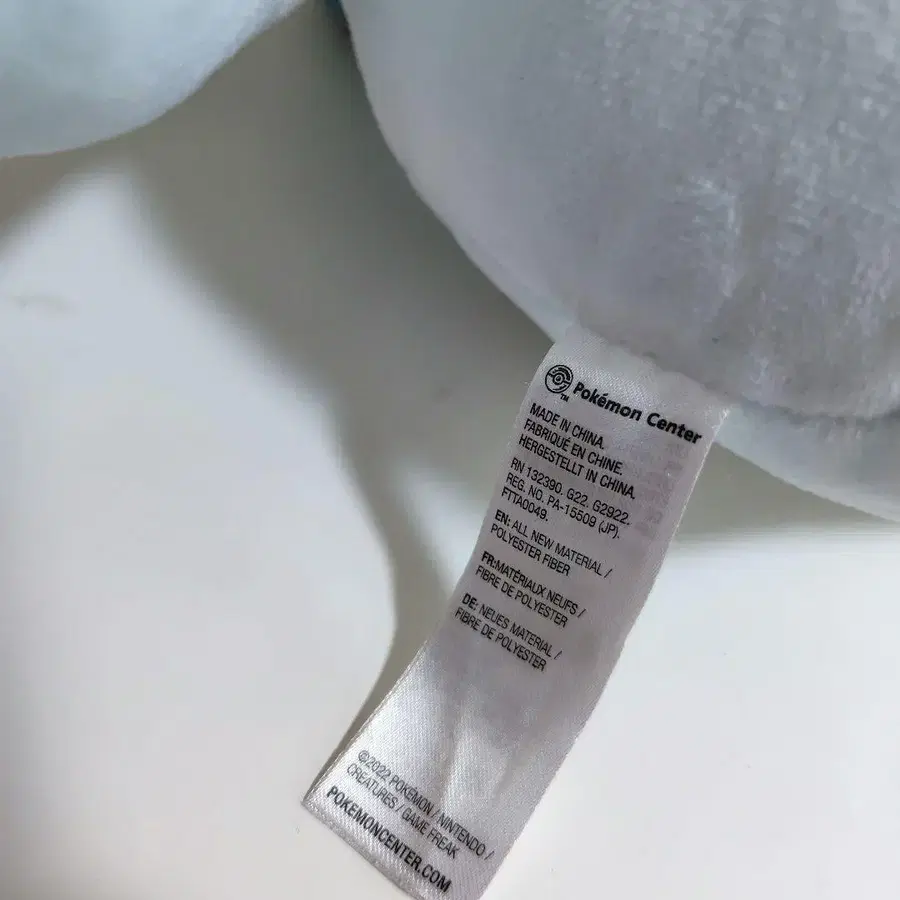 Pokémon Center
TM
MADE IN CHINA.
FABRIQUÉ EN CHINE.
HERGESTELLT IN CHINA.
RN 132390. G22. G2922.
REG. NO. PA-15509 (JP).
FTTA0049.
EN: ALL NEW MATERIAL /
POLYESTER FIBER
FR:MATÉRIAUX NEUFS /
FIBRE DE POLYESTER
DE: NEUES MATERIAL /
FIBRE DE POLYESTER
©2022 POKÉMON / NINTENDO /
CREATURES / GAME FREAK
POKEMONCENTER.COM